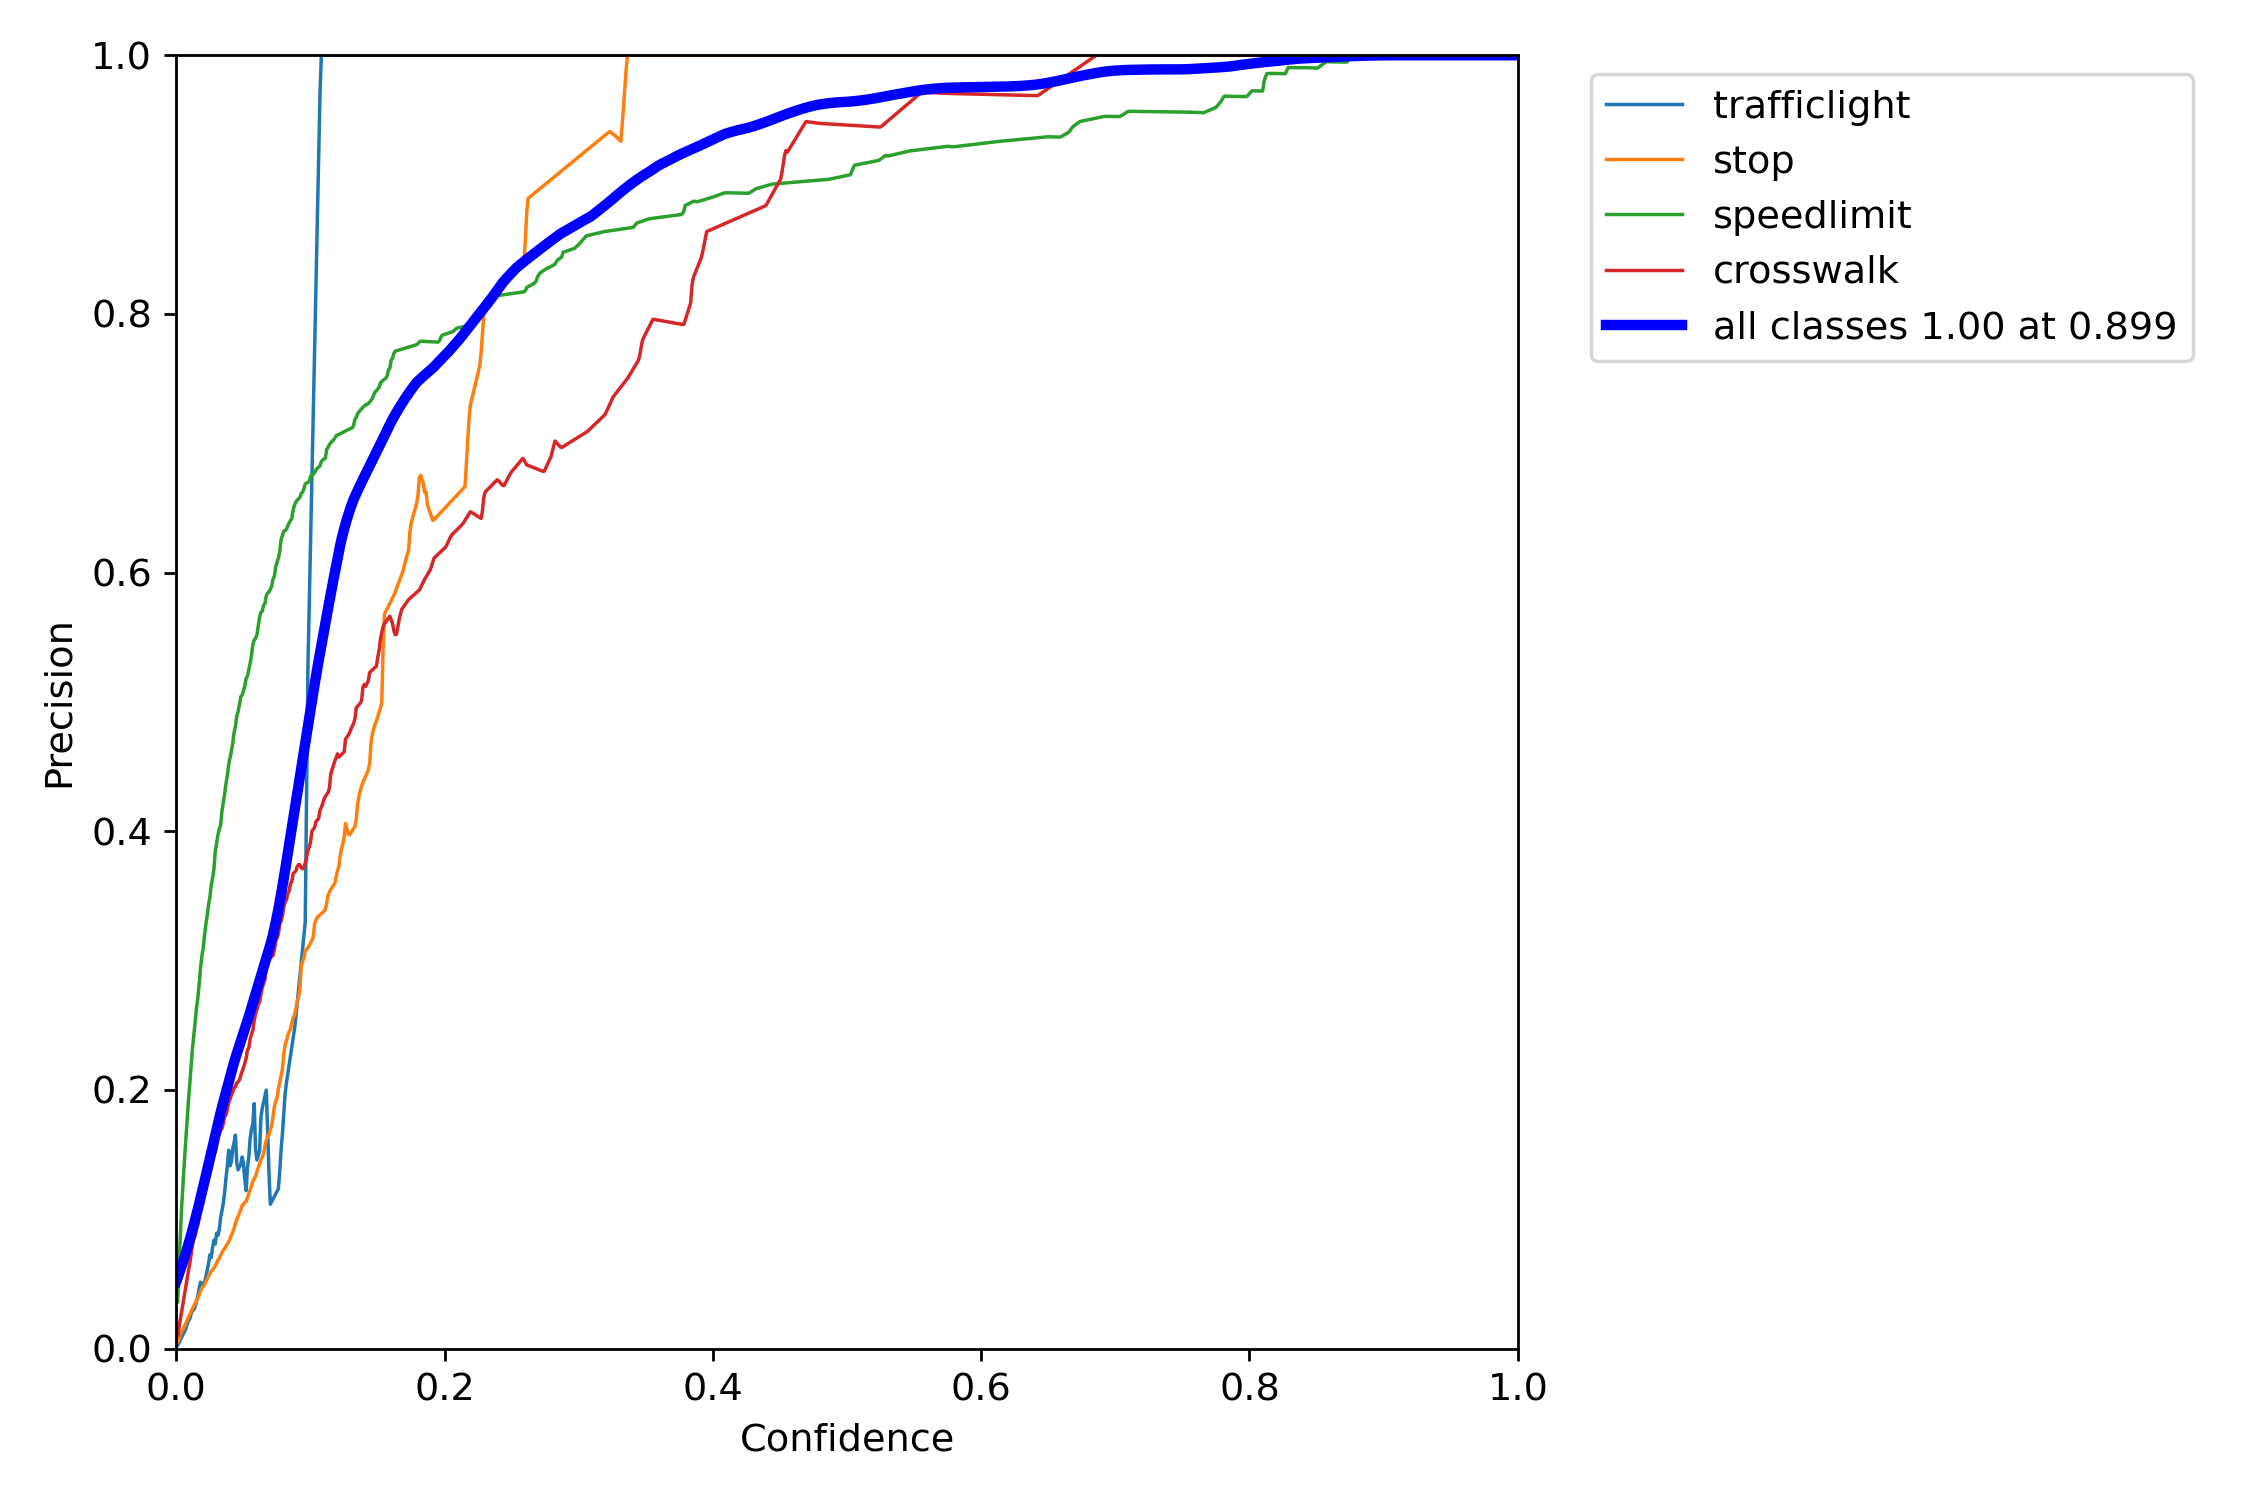 1.0
0.8
0.6
0.4
0.2
0.0
Precision
0.0 0.2 0.4 0.6 0.8 1.0
Confidence
trafficlight
stop
speedlimit
crosswalk
all classes 1.00 at 0.899